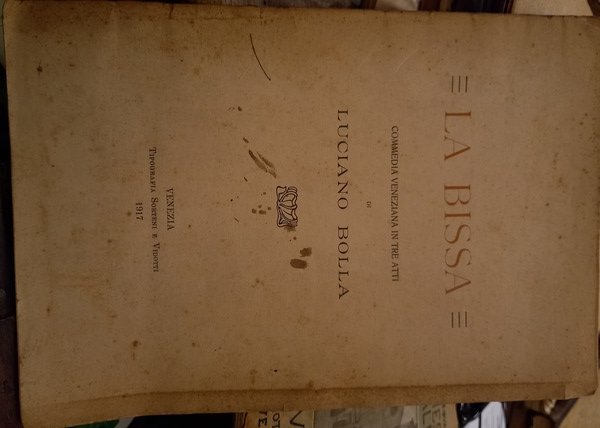 LA BISSA
COMMEDIA VENEZIANA IN TRE ATTI
DI
LUCIANO BOLLA
VENEZIA
TIPOGRAFIA SORTENI E VIDOTTI
1917